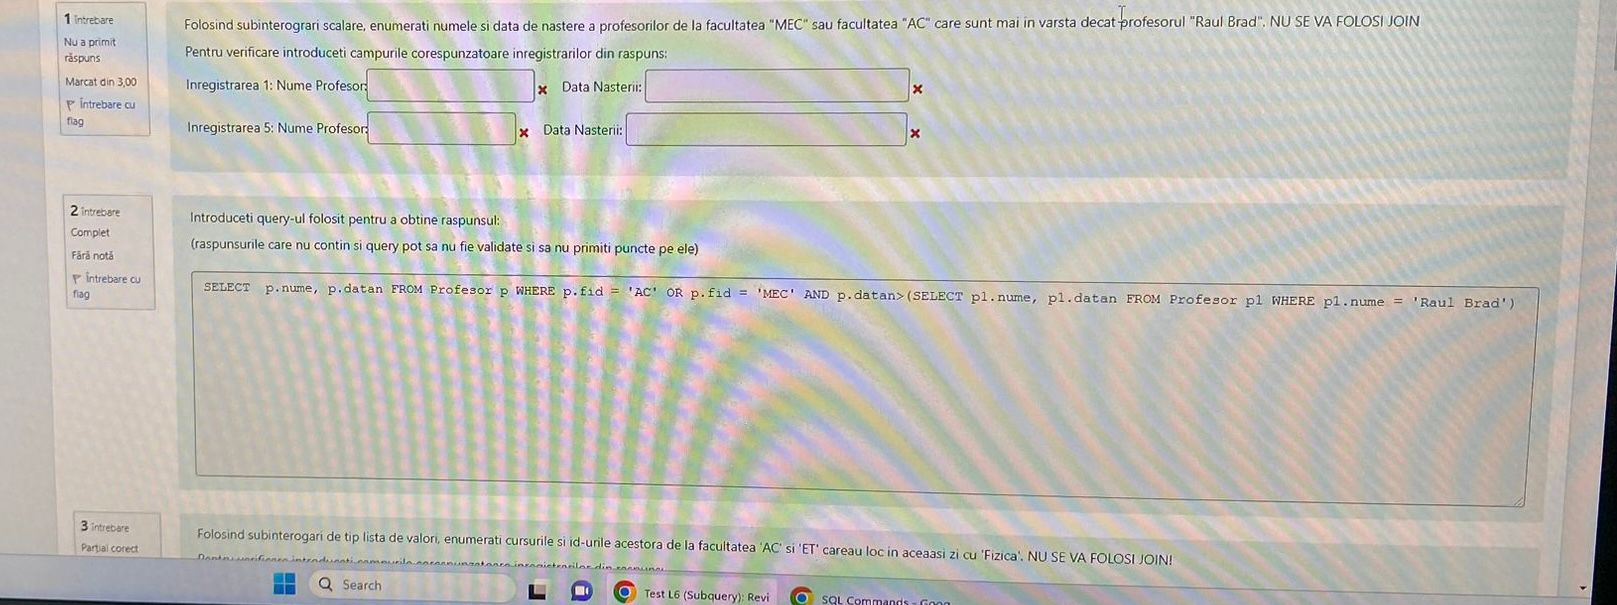 1 Întrebare
Nu a primit
răspuns
Marcat din 3,00
Întrebare cu
flag
Folosind subinterograri scalare, enumerati numele si data de nastere a profesorilor de la facultatea "MEC" sau facultatea "AC" care sunt mai in varsta decat profesorul "Raul Brad". NU SE VA FOLOSI JOIN
Pentru verificare introduceti campurile corespunzatoare inregistrarilor din raspuns:
Inregistrarea 1: Nume Profesor: Data Nasterii:
Inregistrarea 5: Nume Profesor: Data Nasterii:
2 Întrebare
Complet
Fără notă
Întrebare cu
flag
Introduceti query-ul folosit pentru a obtine raspunsul:
(raspunsurile care nu contin si query pot sa nu fie validate si sa nu primiti puncte pe ele)
SELECT p.nume, p.datan FROM Profesor p WHERE p.fid = 'AC' OR p.fid = 'MEC' AND p.datan>(SELECT p1.nume, p1.datan FROM Profesor p1 WHERE p1.nume = 'Raul Brad')
3 Întrebare
Parțial corect
Folosind subinterogari de tip lista de valori, enumerati cursurile si id-urile acestora de la facultatea 'AC' si 'ET' careau loc in aceaasi zi cu 'Fizica'. NU SE VA FOLOSI JOIN!
Pentru verificare introduceti campurile corespunzatoare inregistrarilor din raspuns:
Search
Test L6 (Subquery): Revi
SQL Commands - Goog